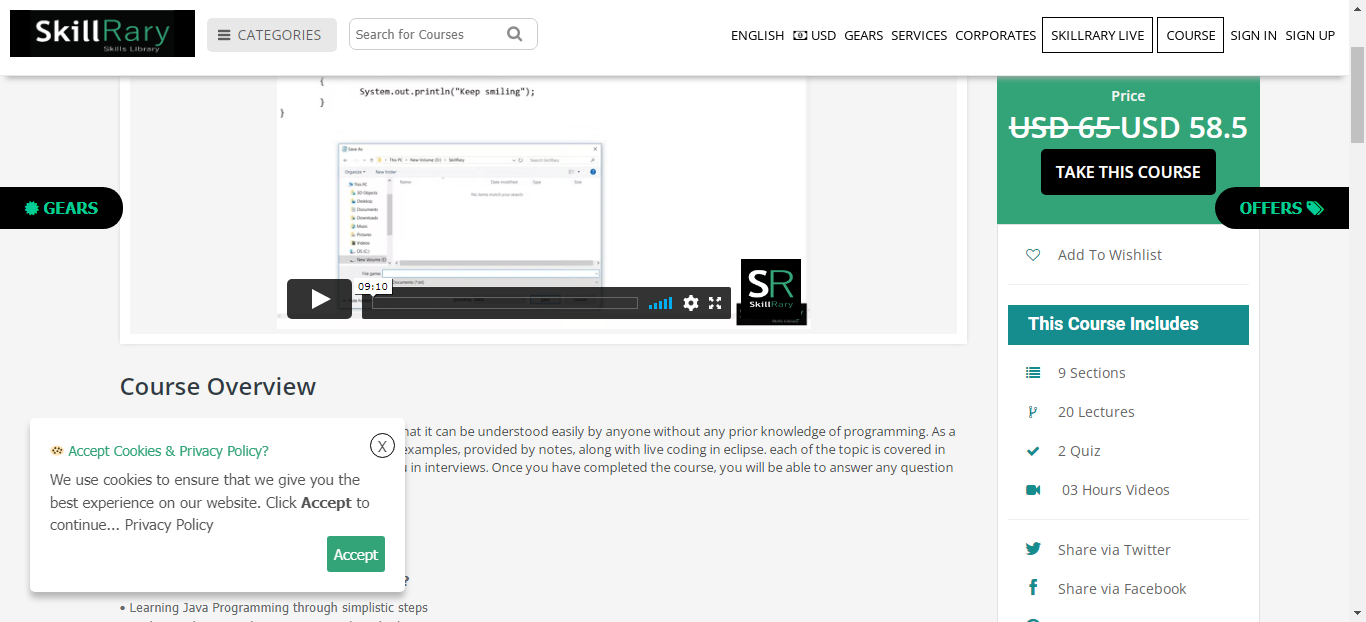 SkillRary
Skills Library
CATEGORIES
Search for Courses
ENGLISH USD GEARS SERVICES CORPORATES SKILLRARY LIVE COURSE SIGN IN SIGN UP
{
System.out.println("Keep smiling");
}
}
Save As
This PC > New Volume (D:) > SkillRary
Search SkillRary
Organize New folder
Name Date modified Type Size
No items match your search.
This PC
3D Objects
Desktop
Documents
Downloads
Music
Pictures
Videos
OS (C:)
New Volume (D:)
File name:
09:10
SR
SkillRary
GEARS
Price
USD 65 USD 58.5
TAKE THIS COURSE
OFFERS
Add To Wishlist
This Course Includes
9 Sections
20 Lectures
2 Quiz
03 Hours Videos
Share via Twitter
Share via Facebook
Course Overview
hat it can be understood easily by anyone without any prior knowledge of programming. As a
examples, provided by notes, along with live coding in eclipse. each of the topic is covered in
u in interviews. Once you have completed the course, you will be able to answer any question
?
• Learning Java Programming through simplistic steps
Accept Cookies & Privacy Policy?
X
We use cookies to ensure that we give you the
best experience on our website. Click Accept to
continue... Privacy Policy
Accept